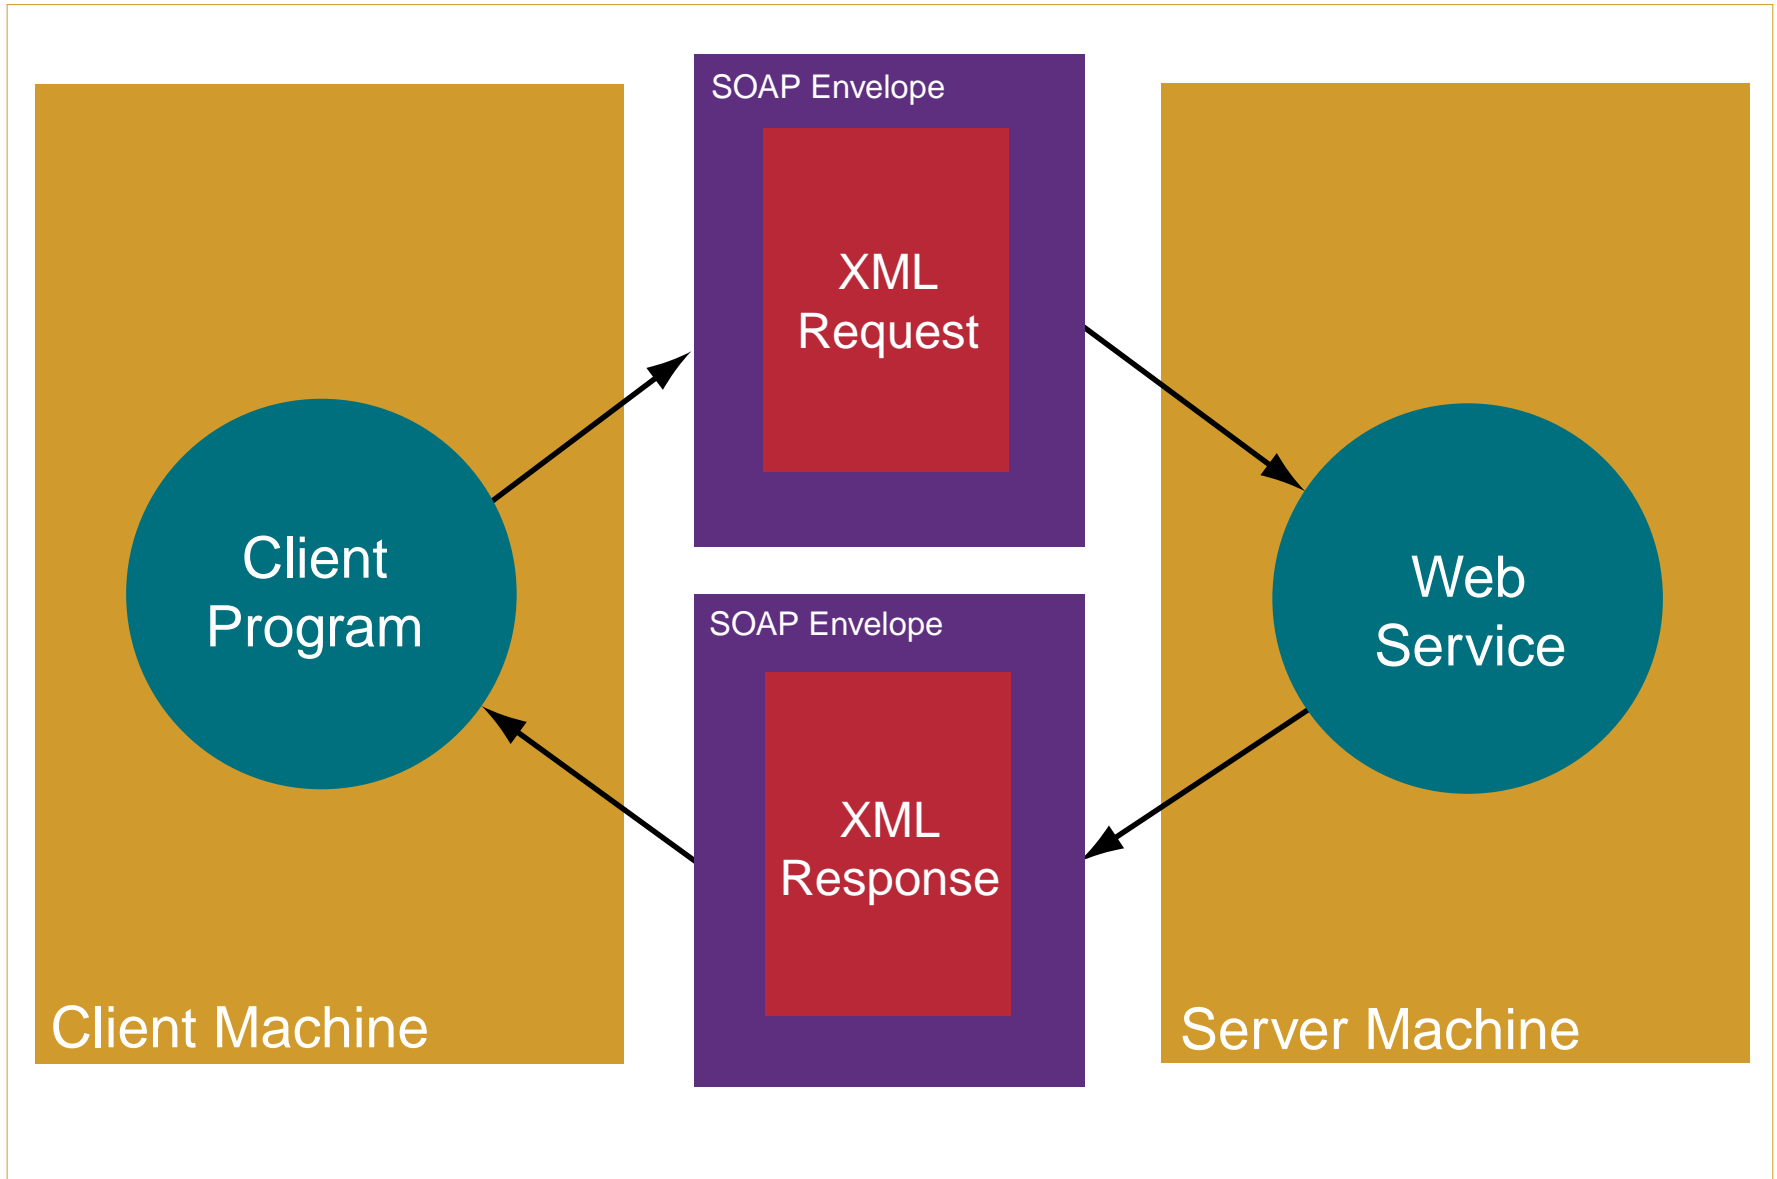 SOAP Envelope
XML
Request
Client
Program
Web
Service
SOAP Envelope
XML
Response
Client Machine
Server Machine